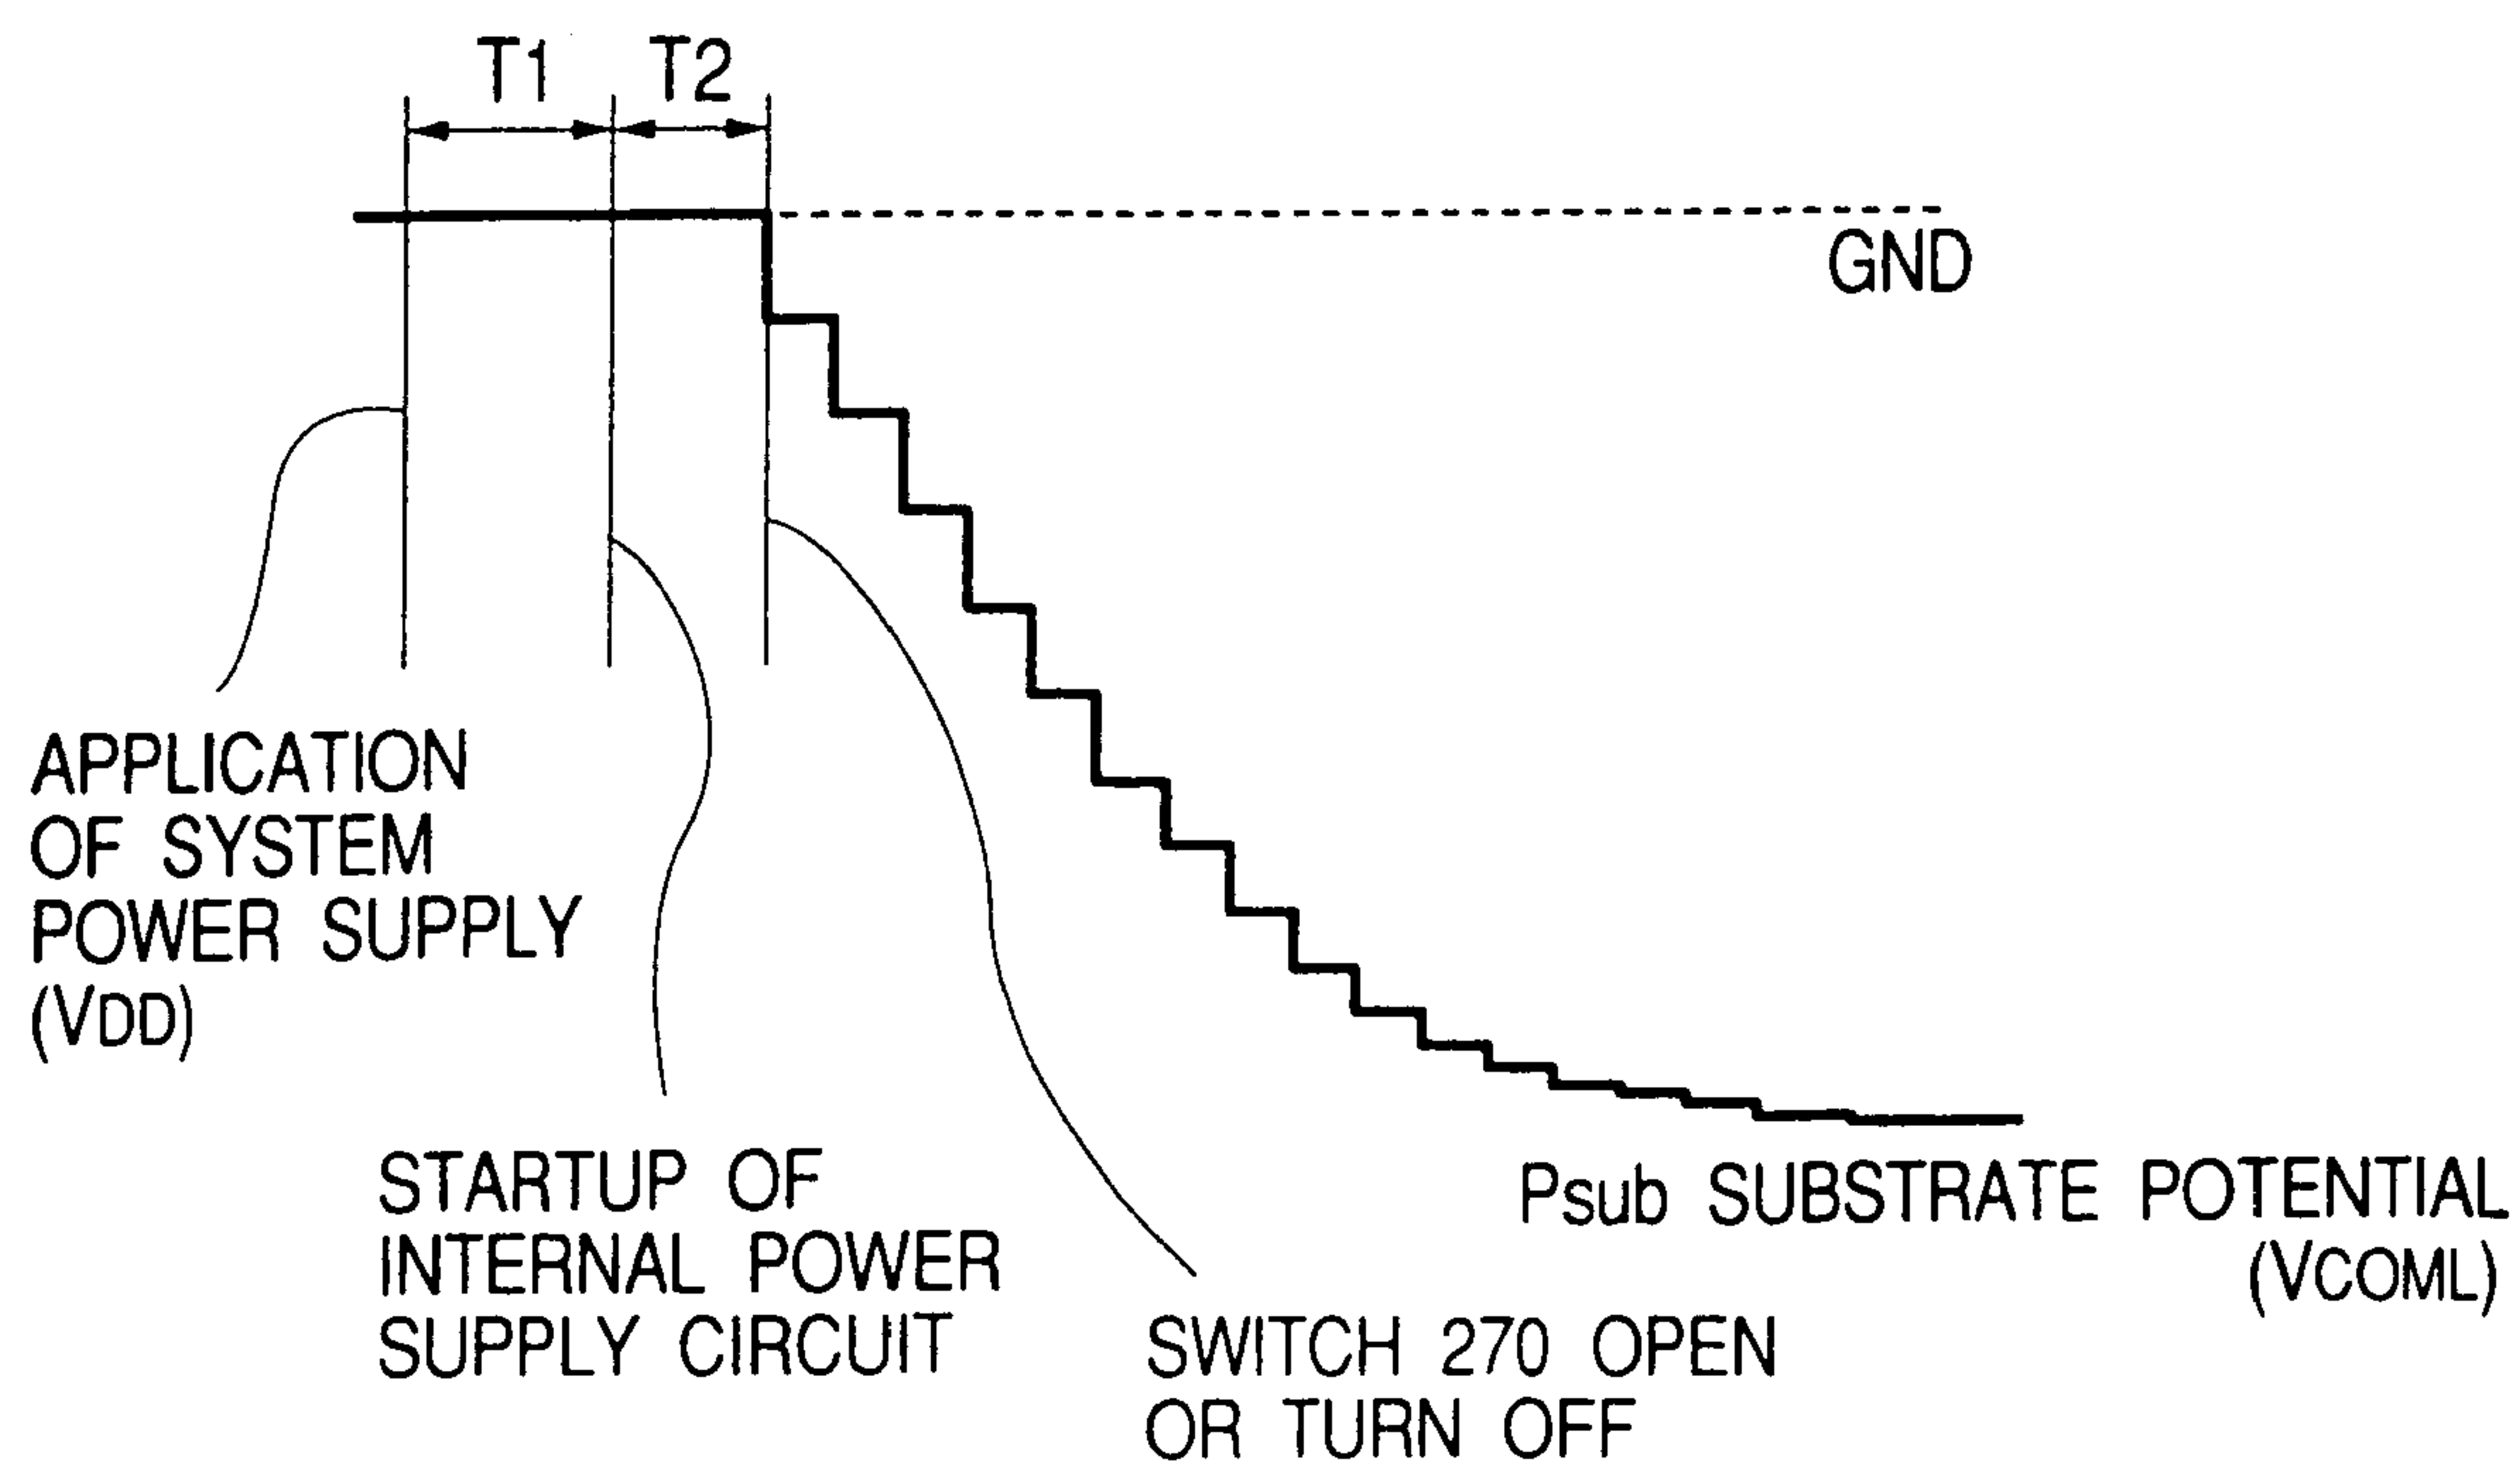 T1 T2
GND
APPLICATION
OF SYSTEM
POWER SUPPLY
(VDD)
STARTUP OF
INTERNAL POWER
SUPPLY CIRCUIT
SWITCH 270 OPEN
OR TURN OFF
Psub SUBSTRATE POTENTIAL
(VCOML)